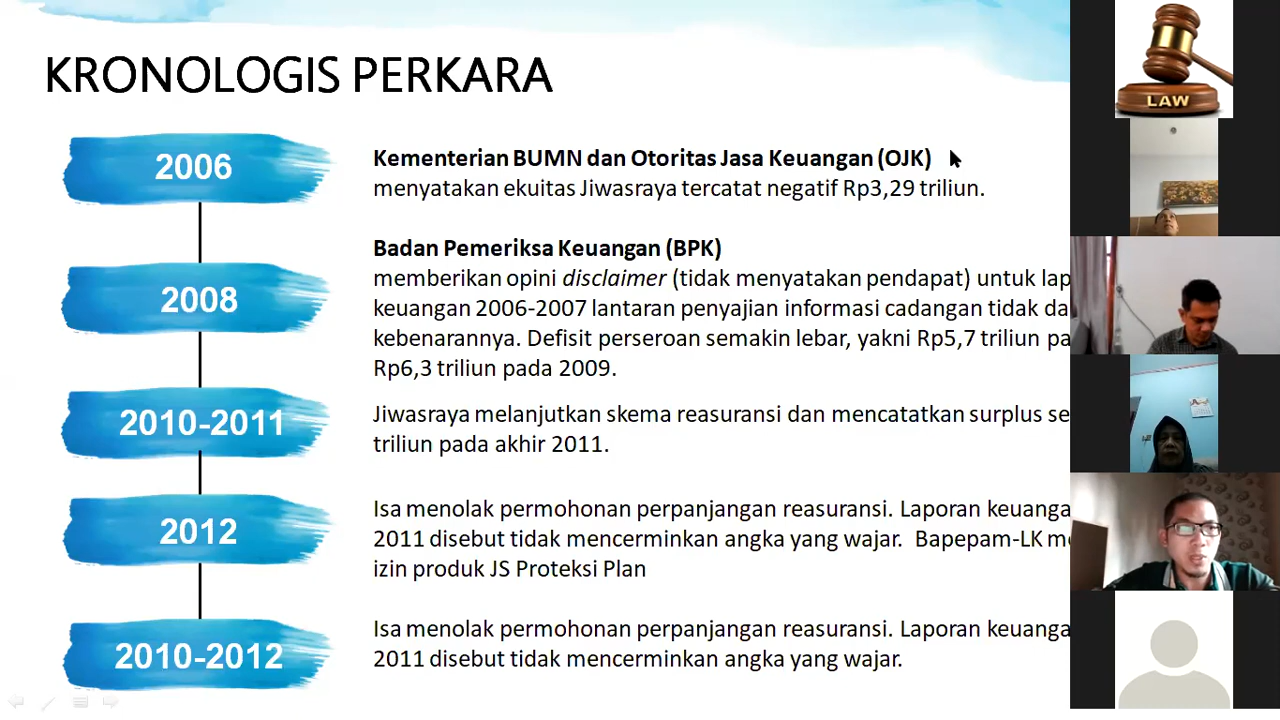 KRONOLOGIS PERKARA
2006
Kementerian BUMN dan Otoritas Jasa Keuangan (OJK)
menyatakan ekuitas Jiwasraya tercatat negatif Rp3,29 triliun.
2008
Badan Pemeriksa Keuangan (BPK)
memberikan opini disclaimer (tidak menyatakan pendapat) untuk lap
keuangan 2006-2007 lantaran penyajian informasi cadangan tidak da
kebenarannya. Defisit perseroan semakin lebar, yakni Rp5,7 triliun pa
Rp6,3 triliun pada 2009.
2010-2011
Jiwasraya melanjutkan skema reasuransi dan mencatatkan surplus se
triliun pada akhir 2011.
2012
Isa menolak permohonan perpanjangan reasuransi. Laporan keuanga
2011 disebut tidak mencerminkan angka yang wajar. Bapepam-LK me
izin produk JS Proteksi Plan
2010-2012
Isa menolak permohonan perpanjangan reasuransi. Laporan keuanga
2011 disebut tidak mencerminkan angka yang wajar.
LAW